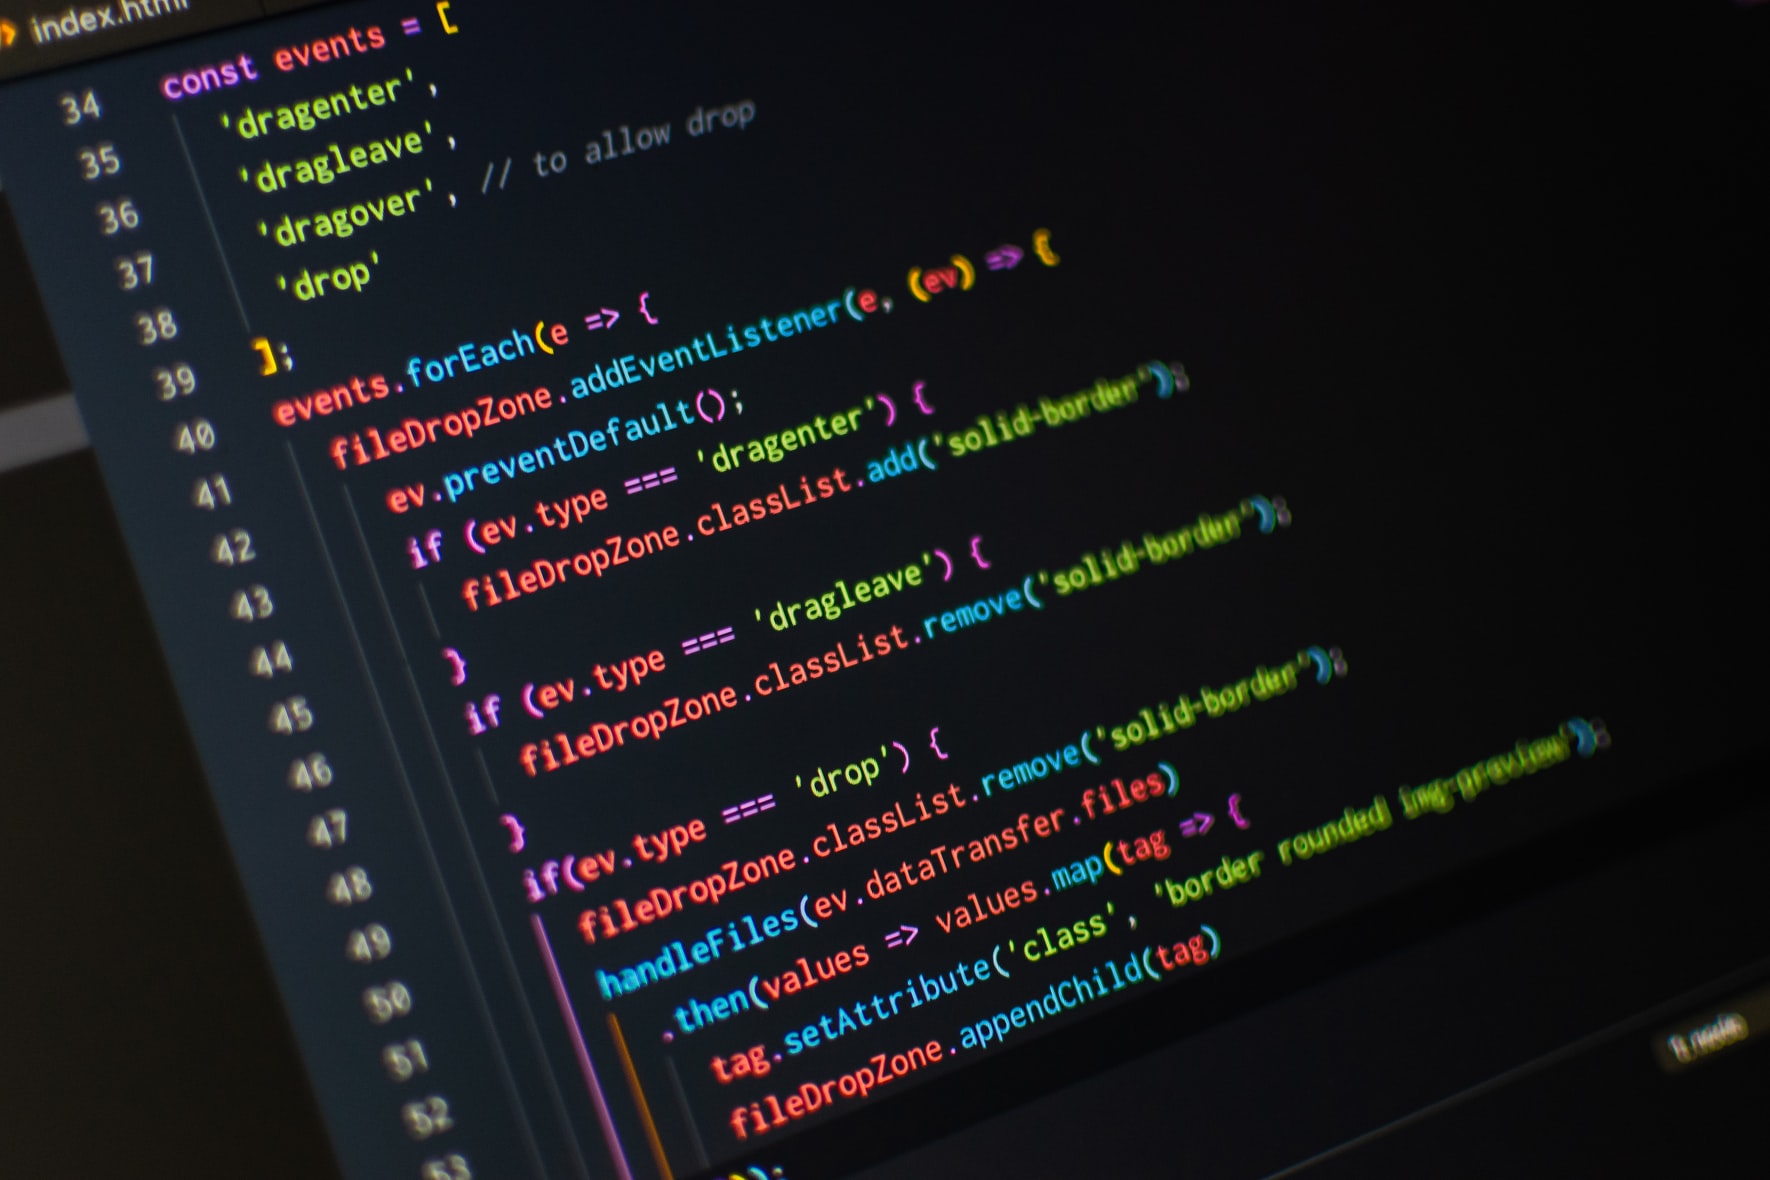 index.html
34 const events = [
35 'dragenter',
36 'dragleave',
37 'dragover', // to allow drop
38 'drop'
39 ];
40 events.forEach(e => {
41 fileDropZone.addEventListener(e, (ev) => {
42 ev.preventDefault();
43 if (ev.type === 'dragenter') {
44 fileDropZone.classList.add('solid-border');
45 }
46 if (ev.type === 'dragleave') {
47 fileDropZone.classList.remove('solid-border');
48 }
49 if(ev.type === 'drop') {
50 fileDropZone.classList.remove('solid-border');
51 handleFiles(ev.dataTransfer.files)
52 .then(values => values.map(tag => {
53 tag.setAttribute('class', 'border rounded img-preview');
fileDropZone.appendChild(tag)
);